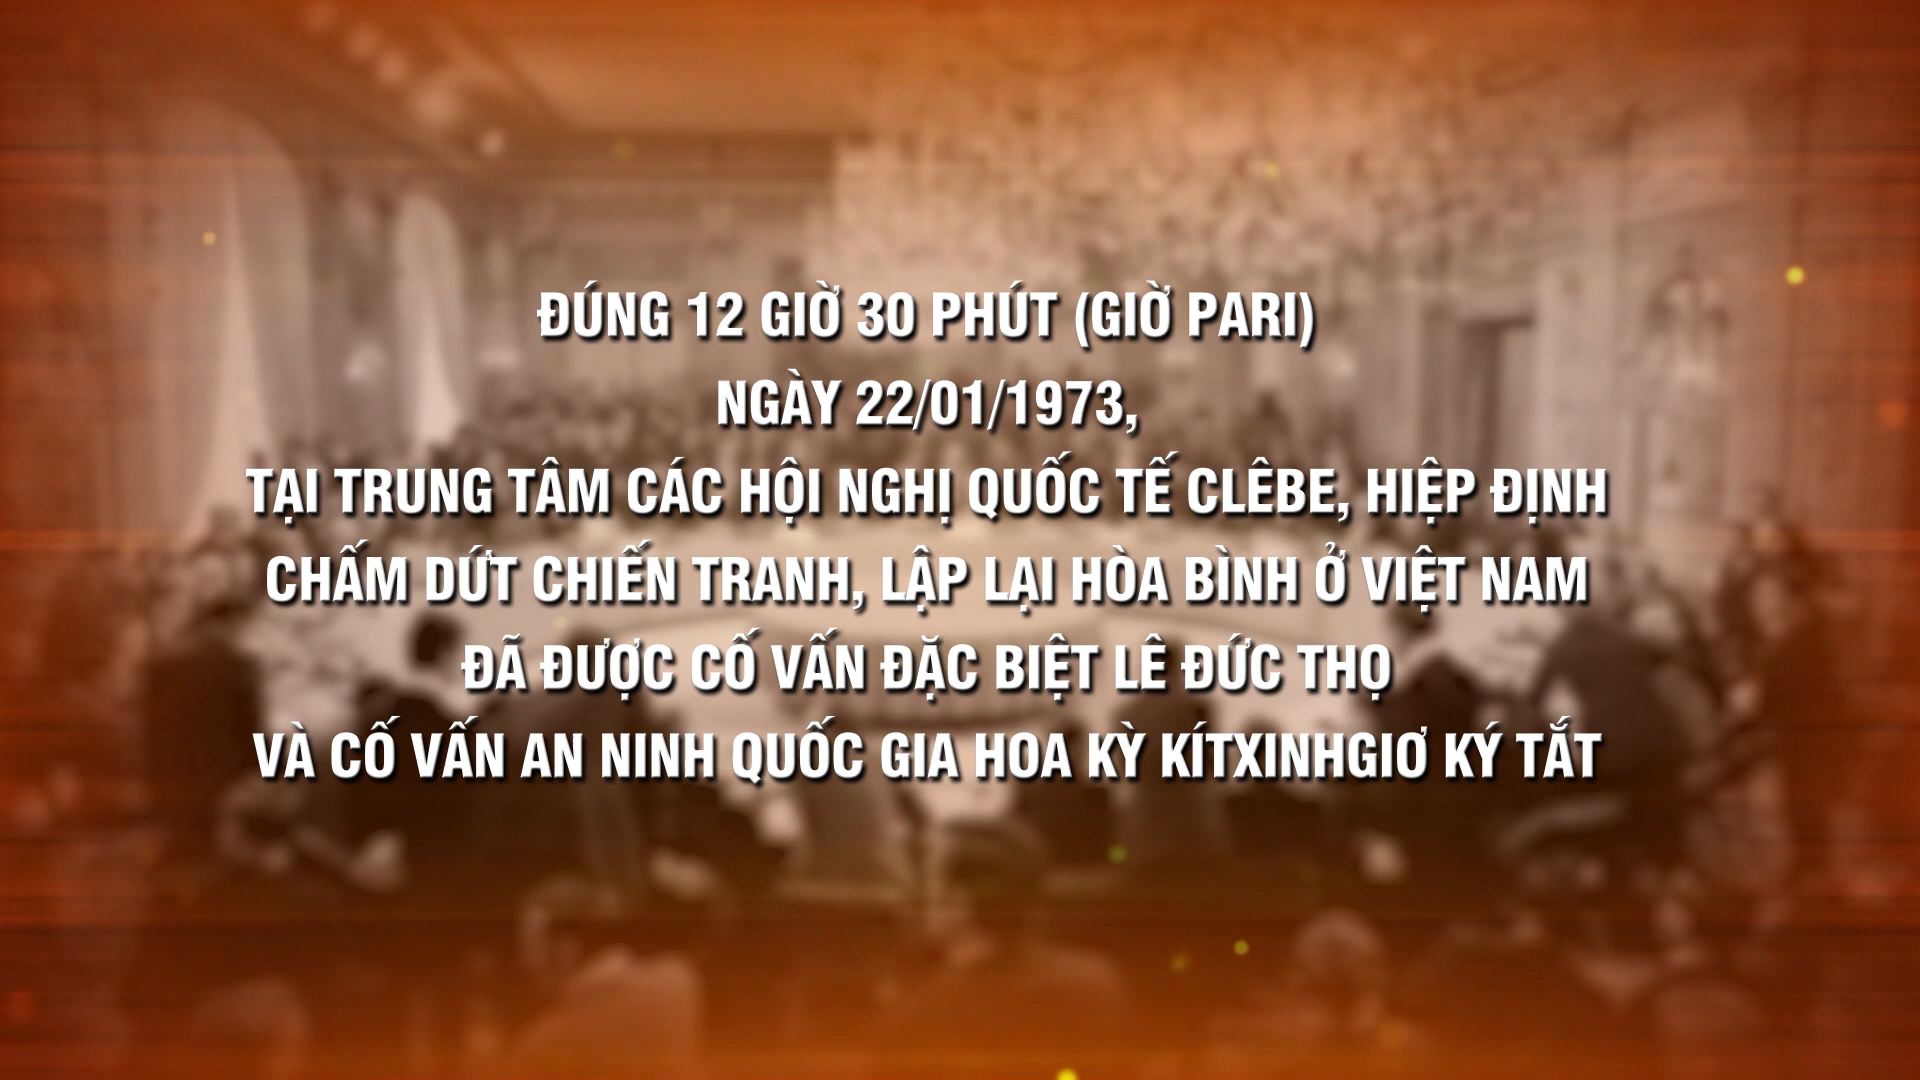 ĐÚNG 12 GIỜ 30 PHÚT (GIỜ PARI)
NGÀY 22/01/1973,
TẠI TRUNG TÂM CÁC HỘI NGHỊ QUỐC TẾ CLÊBE, HIỆP ĐỊNH
CHẤM DỨT CHIẾN TRANH, LẬP LẠI HÒA BÌNH Ở VIỆT NAM
ĐÃ ĐƯỢC CỐ VẤN ĐẶC BIỆT LÊ ĐỨC THỌ
VÀ CỐ VẤN AN NINH QUỐC GIA HOA KỲ KÍTXINHGIƠ KÝ TẮT